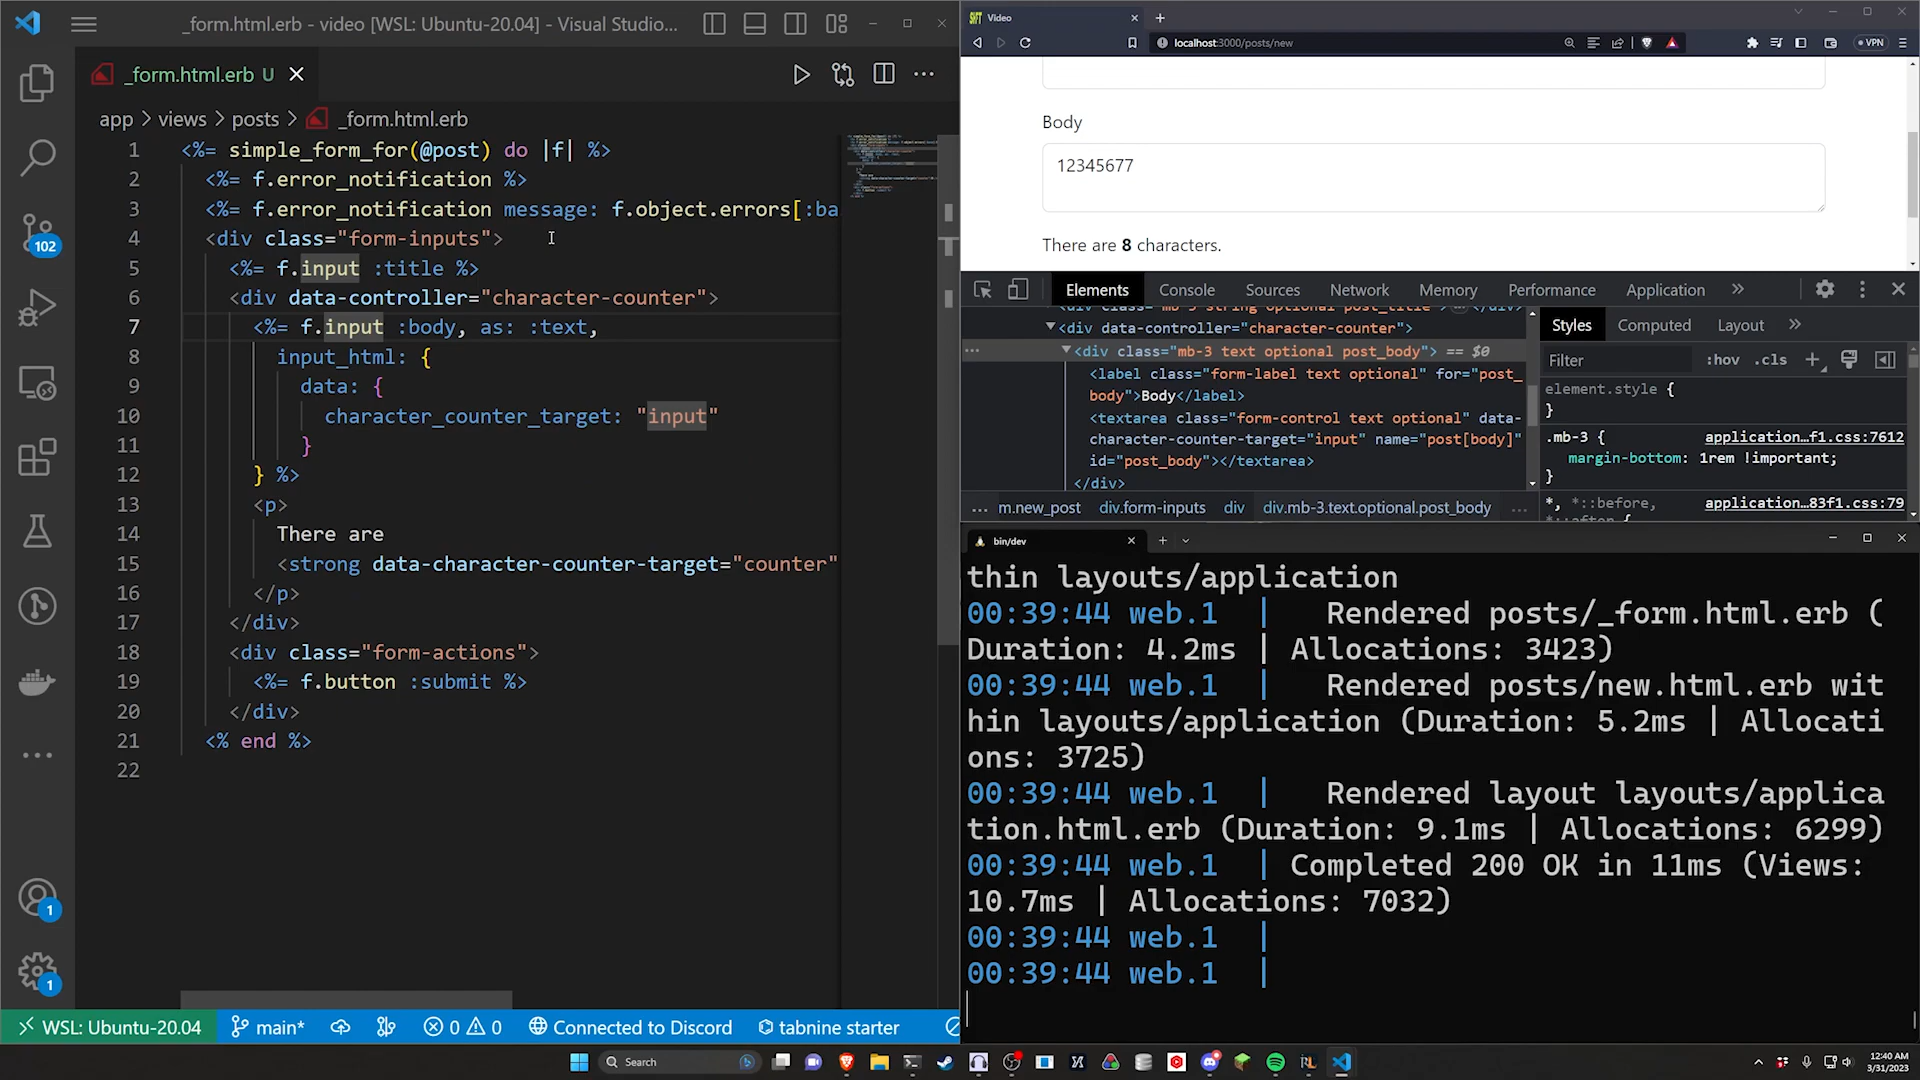 _form.html.erb - video [WSL: Ubuntu-20.04] - Visual Studio...
_form.html.erb U
app > views > posts > _form.html.erb
1 <%= simple_form_for(@post) do |f| %>
2 <%= f.error_notification %>
3 <%= f.error_notification message: f.object.errors[:ba
4 <div class="form-inputs">
5 <%= f.input :title %>
6 <div data-controller="character-counter">
7 <%= f.input :body, as: :text,
8 input_html: {
9 data: {
10 character_counter_target: "input"
11 }
12 } %>
13 <p>
14 There are
15 <strong data-character-counter-target="counter"
16 </p>
17 </div>
18 <div class="form-actions">
19 <%= f.button :submit %>
20 </div>
21 <% end %>
22
102
1
1
WSL: Ubuntu-20.04
main*
0 0
Connected to Discord
tabnine starter
Video
localhost:3000/posts/new
VPN
Body
12345677
There are 8 characters.
Elements Console Sources Network Memory Performance Application
<div data-controller="character-counter">
<div class="mb-3 text optional post_body"> == $0
<label class="form-label text optional" for="post_
body">Body</label>
<textarea class="form-control text optional" data-
character-counter-target="input" name="post[body]"
id="post_body"></textarea>
</div>
... m.new_post div.form-inputs div div.mb-3.text.optional.post_body ...
Styles Computed Layout
Filter :hov .cls
element.style {
}
.mb-3 { application…f1.css:7612
margin-bottom: 1rem !important;
}
*, *::before, application…83f1.css:79
*::after {
bin/dev
thin layouts/application
00:39:44 web.1 | Rendered posts/_form.html.erb (
Duration: 4.2ms | Allocations: 3423)
00:39:44 web.1 | Rendered posts/new.html.erb wit
hin layouts/application (Duration: 5.2ms | Allocati
ons: 3725)
00:39:44 web.1 | Rendered layout layouts/applica
tion.html.erb (Duration: 9.1ms | Allocations: 6299)
00:39:44 web.1 | Completed 200 OK in 11ms (Views:
10.7ms | Allocations: 7032)
00:39:44 web.1 |
00:39:44 web.1 |
Search
12:40 AM
3/31/2023